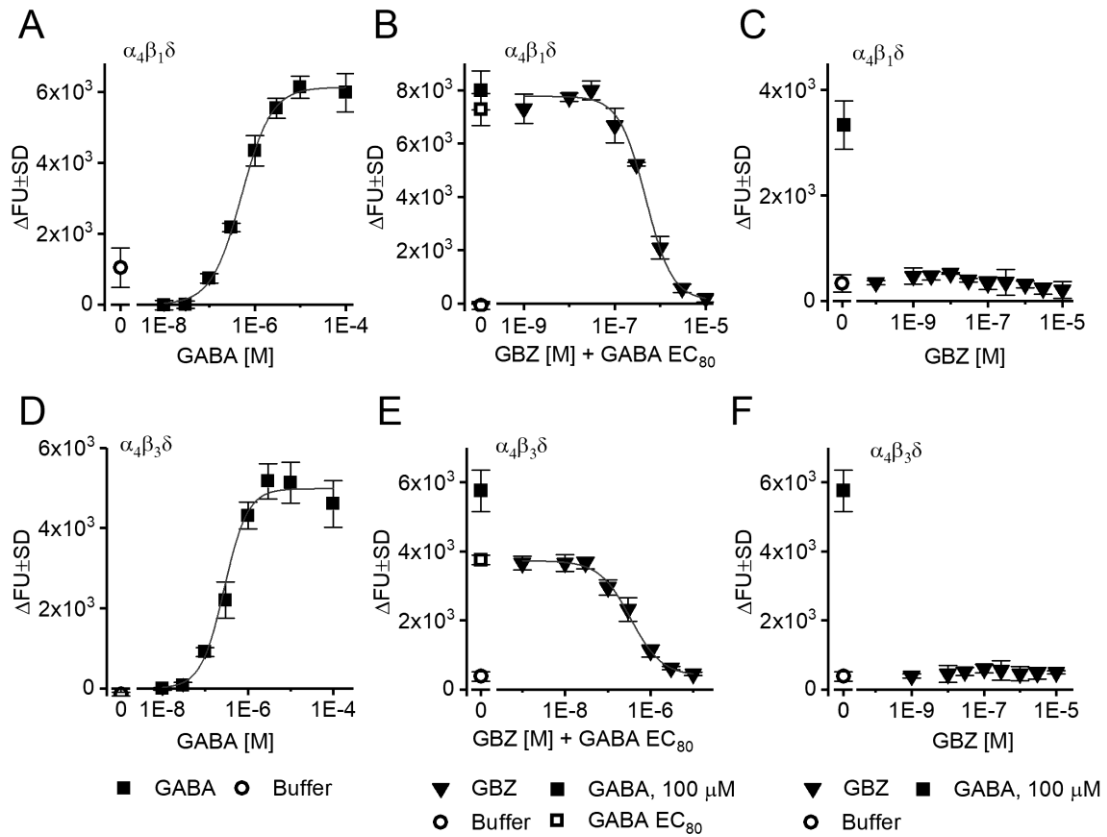 A
α₄β₁δ
6x10³
4x10³
2x10³
0
ΔFU±SD
0 1E-8 1E-6 1E-4
GABA [M]
B
α₄β₁δ
8x10³
6x10³
4x10³
2x10³
0
ΔFU±SD
0 1E-9 1E-7 1E-5
GBZ [M] + GABA EC₈₀
C
α₄β₁δ
4x10³
2x10³
0
ΔFU±SD
0 1E-9 1E-7 1E-5
GBZ [M]
D
α₄β₃δ
6x10³
4x10³
2x10³
0
ΔFU±SD
0 1E-8 1E-6 1E-4
GABA [M]
E
α₄β₃δ
8x10³
6x10³
4x10³
2x10³
0
ΔFU±SD
0 1E-8 1E-6
GBZ [M] + GABA EC₈₀
F
α₄β₃δ
8x10³
6x10³
4x10³
2x10³
0
ΔFU±SD
0 1E-9 1E-7 1E-5
GBZ [M]
GABA Buffer
GBZ GABA, 100 μM
Buffer GABA EC₈₀
GBZ GABA, 100 μM
Buffer